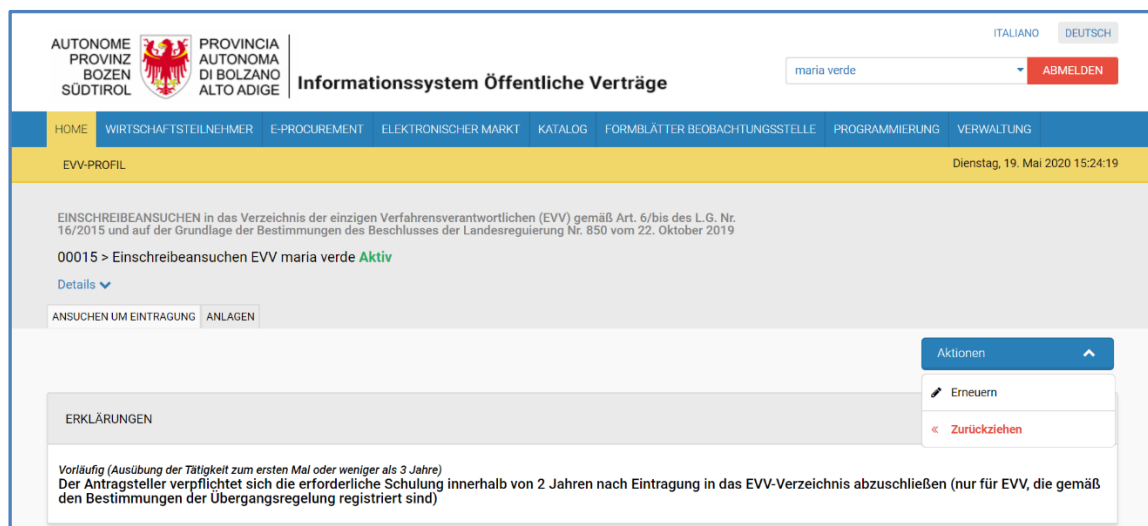 ITALIANO DEUTSCH
AUTONOME PROVINZ BOZEN SÜDTIROL
PROVINCIA AUTONOMA DI BOLZANO ALTO ADIGE
Informationssystem Öffentliche Verträge
maria verde ABMELDEN
HOME WIRTSCHAFTSTEILNEHMER E-PROCUREMENT ELEKTRONISCHER MARKT KATALOG FORMBLÄTTER BEOBACHTUNGSSTELLE PROGRAMMIERUNG VERWALTUNG
EVV-PROFIL Dienstag, 19. Mai 2020 15:24:19
EINSCHREIBEANSUCHEN in das Verzeichnis der einzigen Verfahrensverantwortlichen (EVV) gemäß Art. 6/bis des L.G. Nr.
16/2015 und auf der Grundlage der Bestimmungen des Beschlusses der Landesreguierung Nr. 850 vom 22. Oktober 2019
00015 > Einschreibeansuchen EVV maria verde Aktiv
Details
ANSUCHEN UM EINTRAGUNG ANLAGEN
Aktionen
Erneuern
« Zurückziehen
ERKLÄRUNGEN
Vorläufig (Ausübung der Tätigkeit zum ersten Mal oder weniger als 3 Jahre)
Der Antragsteller verpflichtet sich die erforderliche Schulung innerhalb von 2 Jahren nach Eintragung in das EVV-Verzeichnis abzuschließen (nur für EVV, die gemäß
den Bestimmungen der Übergangsregelung registriert sind)